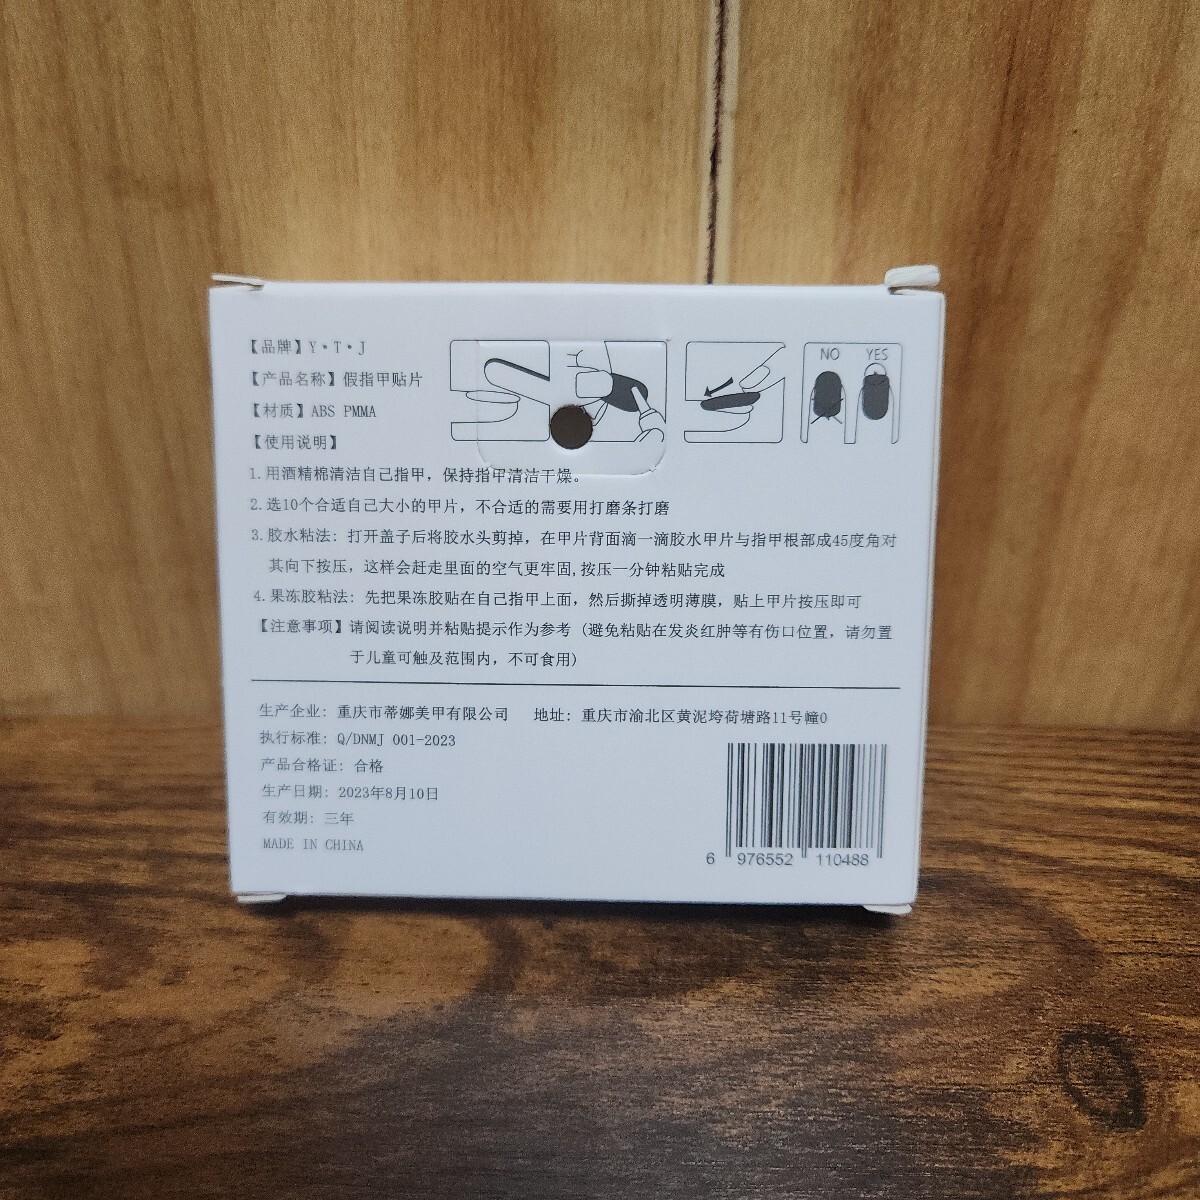 【品牌】Y·T·J
【产品名称】假指甲贴片
【材质】ABS PMMA
【使用说明】
NO YES
1.用酒精棉清洁自己指甲，保持指甲清洁干燥。
2.选10个合适自己大小的甲片，不合适的需要用打磨条打磨
3.胶水粘法: 打开盖子后将胶水头剪掉，在甲片背面滴一滴胶水甲片与指甲根部成45度角对
其向下按压，这样会赶走里面的空气更牢固,按压一分钟粘贴完成
4.果冻胶粘法: 先把果冻胶贴在自己指甲上面，然后撕掉透明薄膜，贴上甲片按压即可
【注意事项】请阅读说明并粘贴提示作为参考 (避免粘贴在发炎红肿等有伤口位置，请勿置
于儿童可触及范围内，不可食用)
生产企业: 重庆市蒂娜美甲有限公司 地址: 重庆市渝北区黄泥垮荷塘路11号幢0
执行标准: Q/DNMJ 001-2023
产品合格证: 合格
生产日期: 2023年8月10日
有效期: 三年
MADE IN CHINA
6 976552 110488